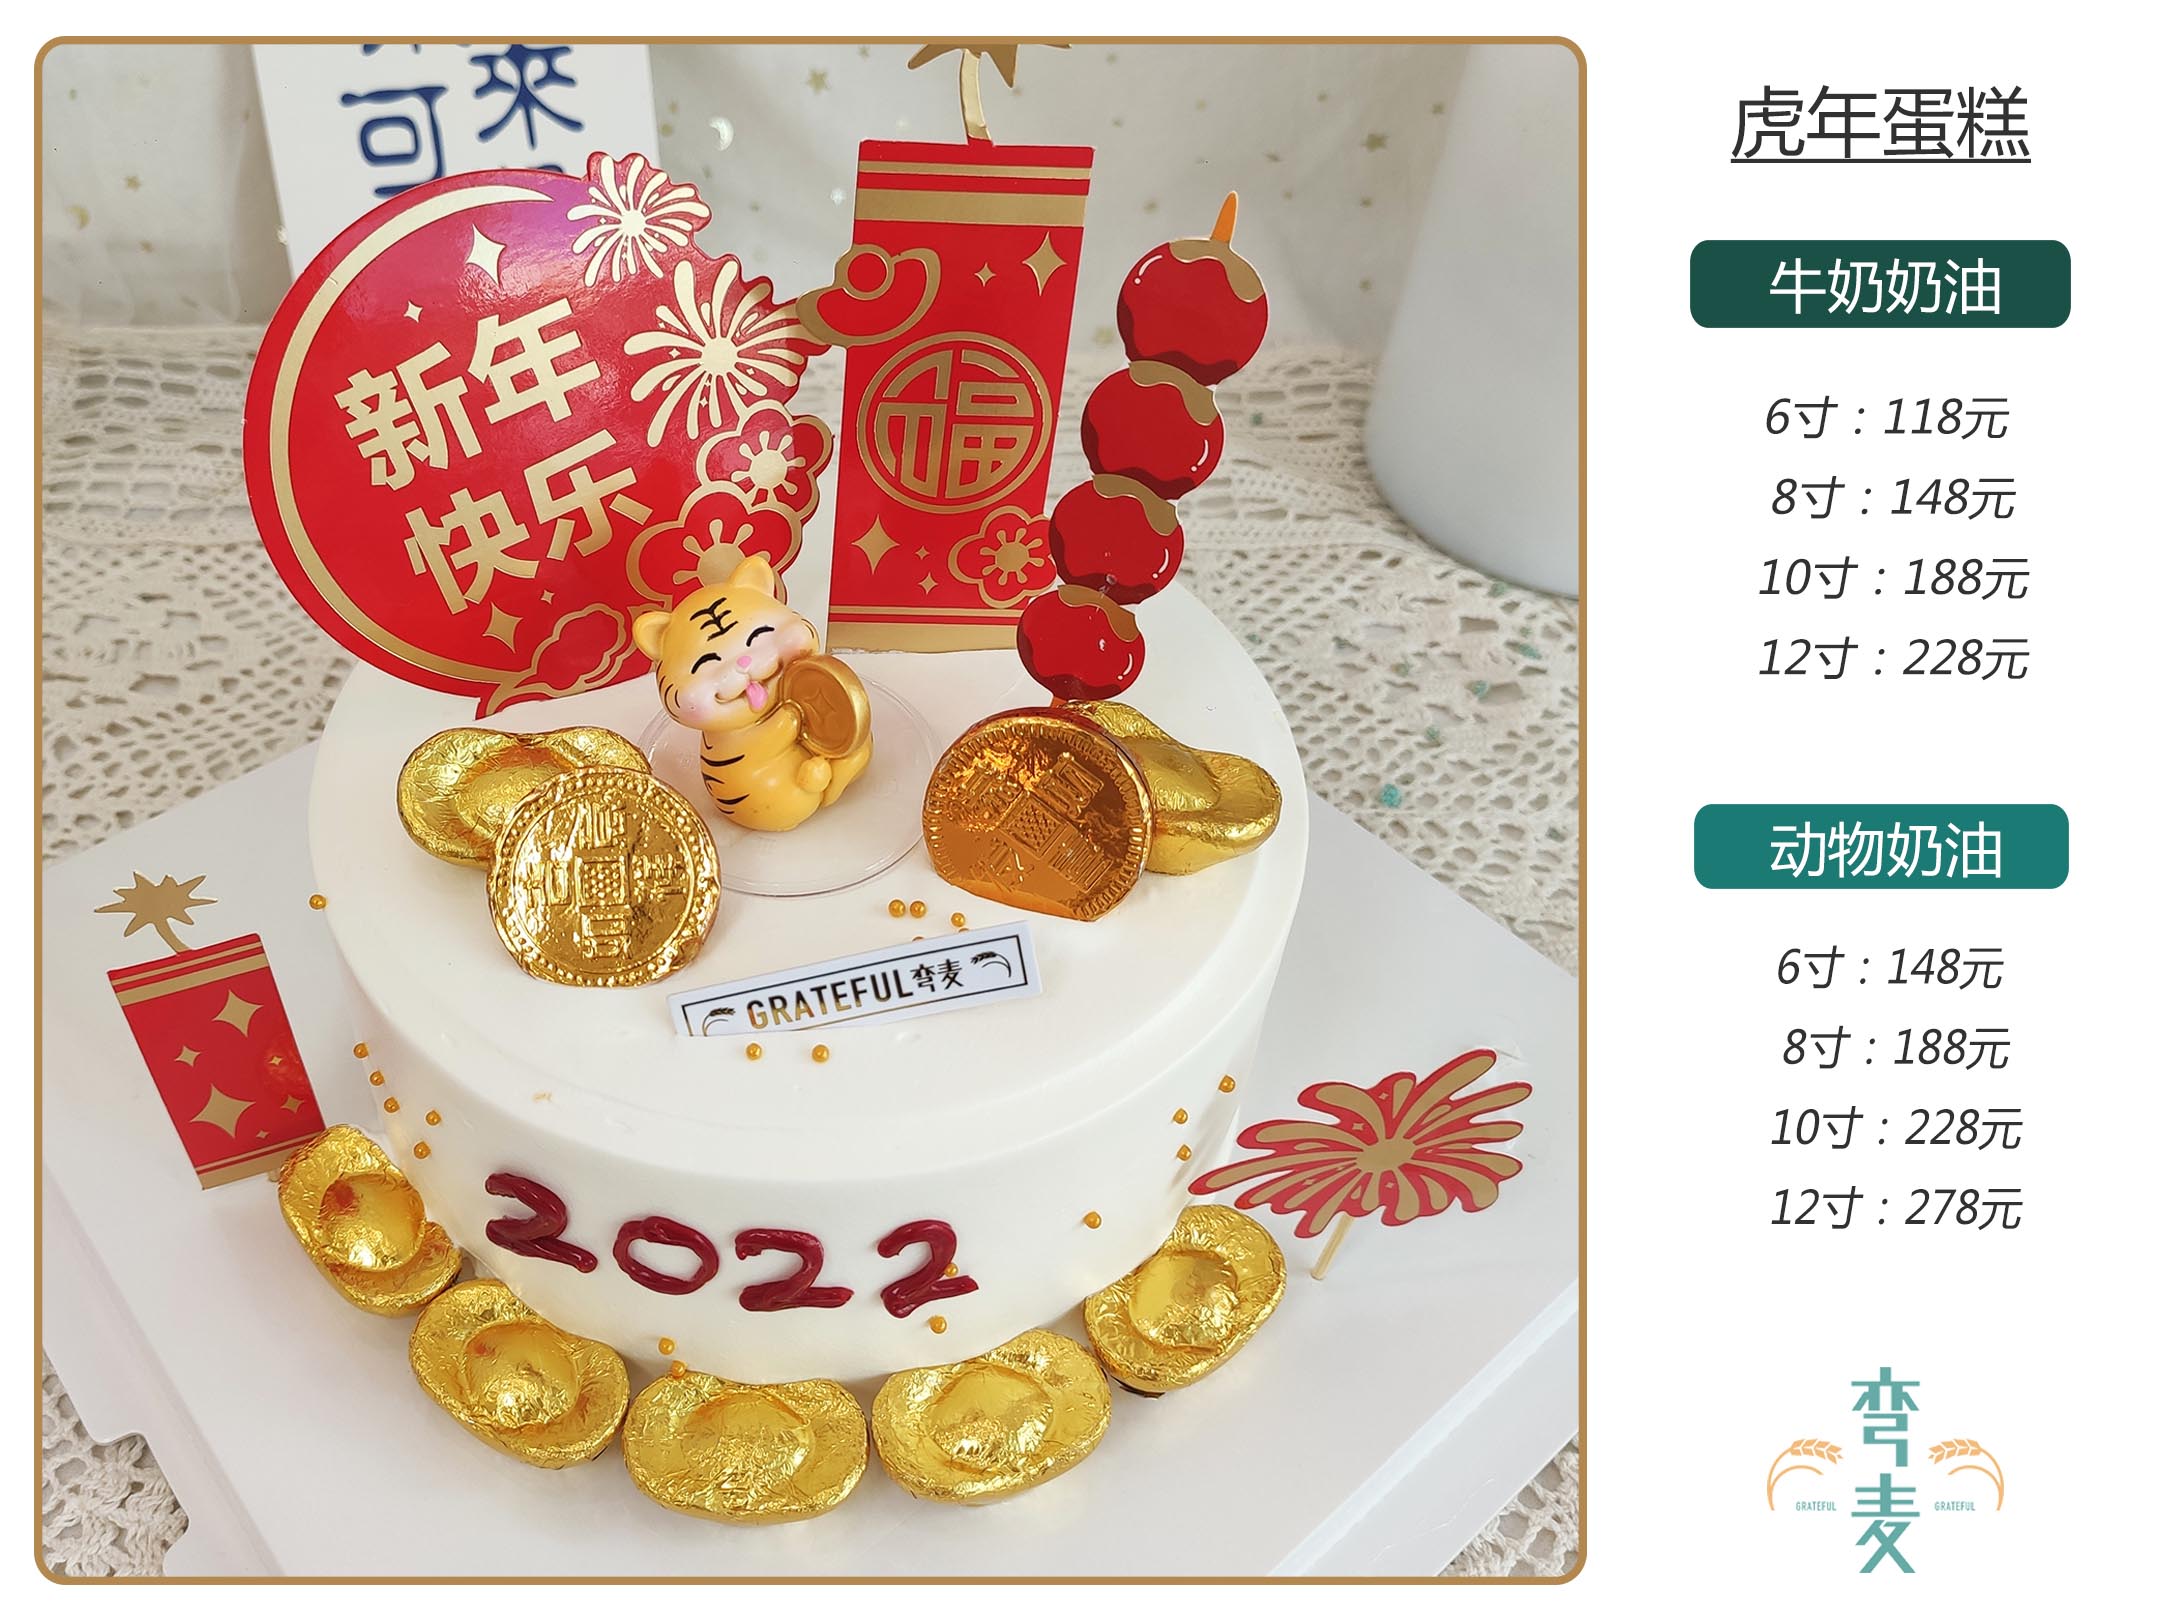 來
可
新年
快乐
福
王
GRATEFUL弯麦
2022
虎年蛋糕
牛奶奶油
6寸：118元
8寸：148元
10寸：188元
12寸：228元
动物奶油
6寸：148元
8寸：188元
10寸：228元
12寸：278元
弯麦
GRATEFUL
GRATEFUL